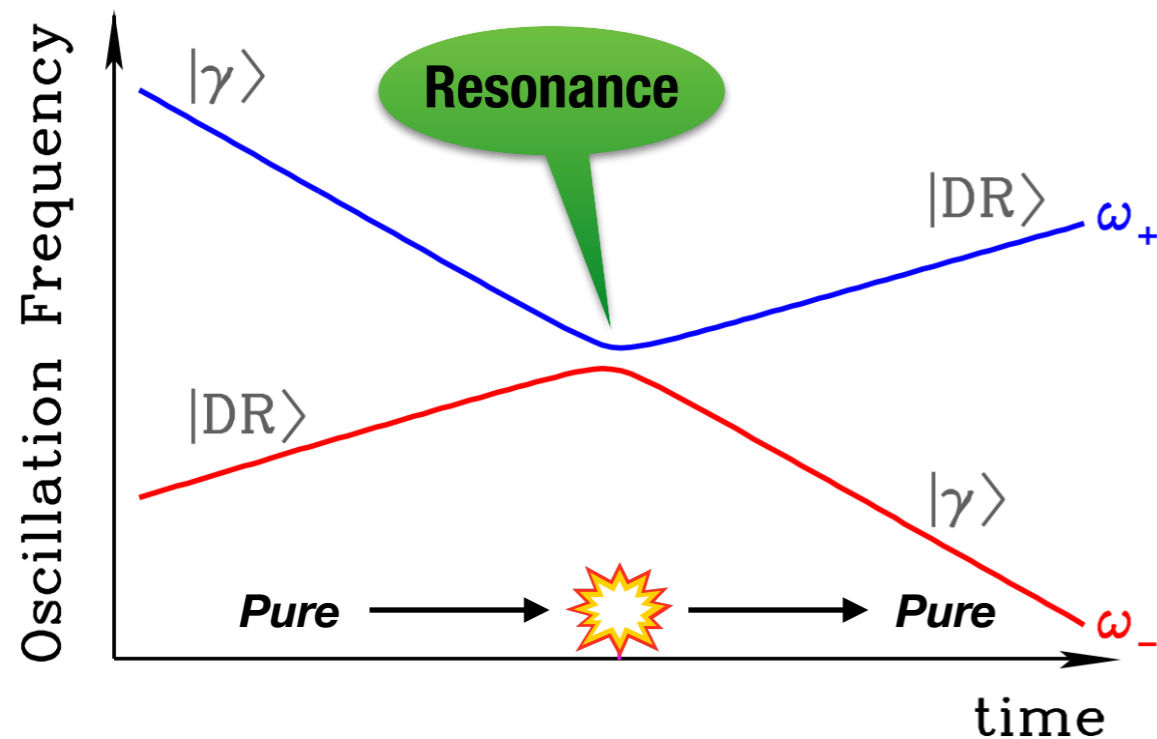 Oscillation Frequency
|γ⟩
Resonance
|DR⟩
ω₊
|DR⟩
|γ⟩
Pure
Pure
ω₋
time